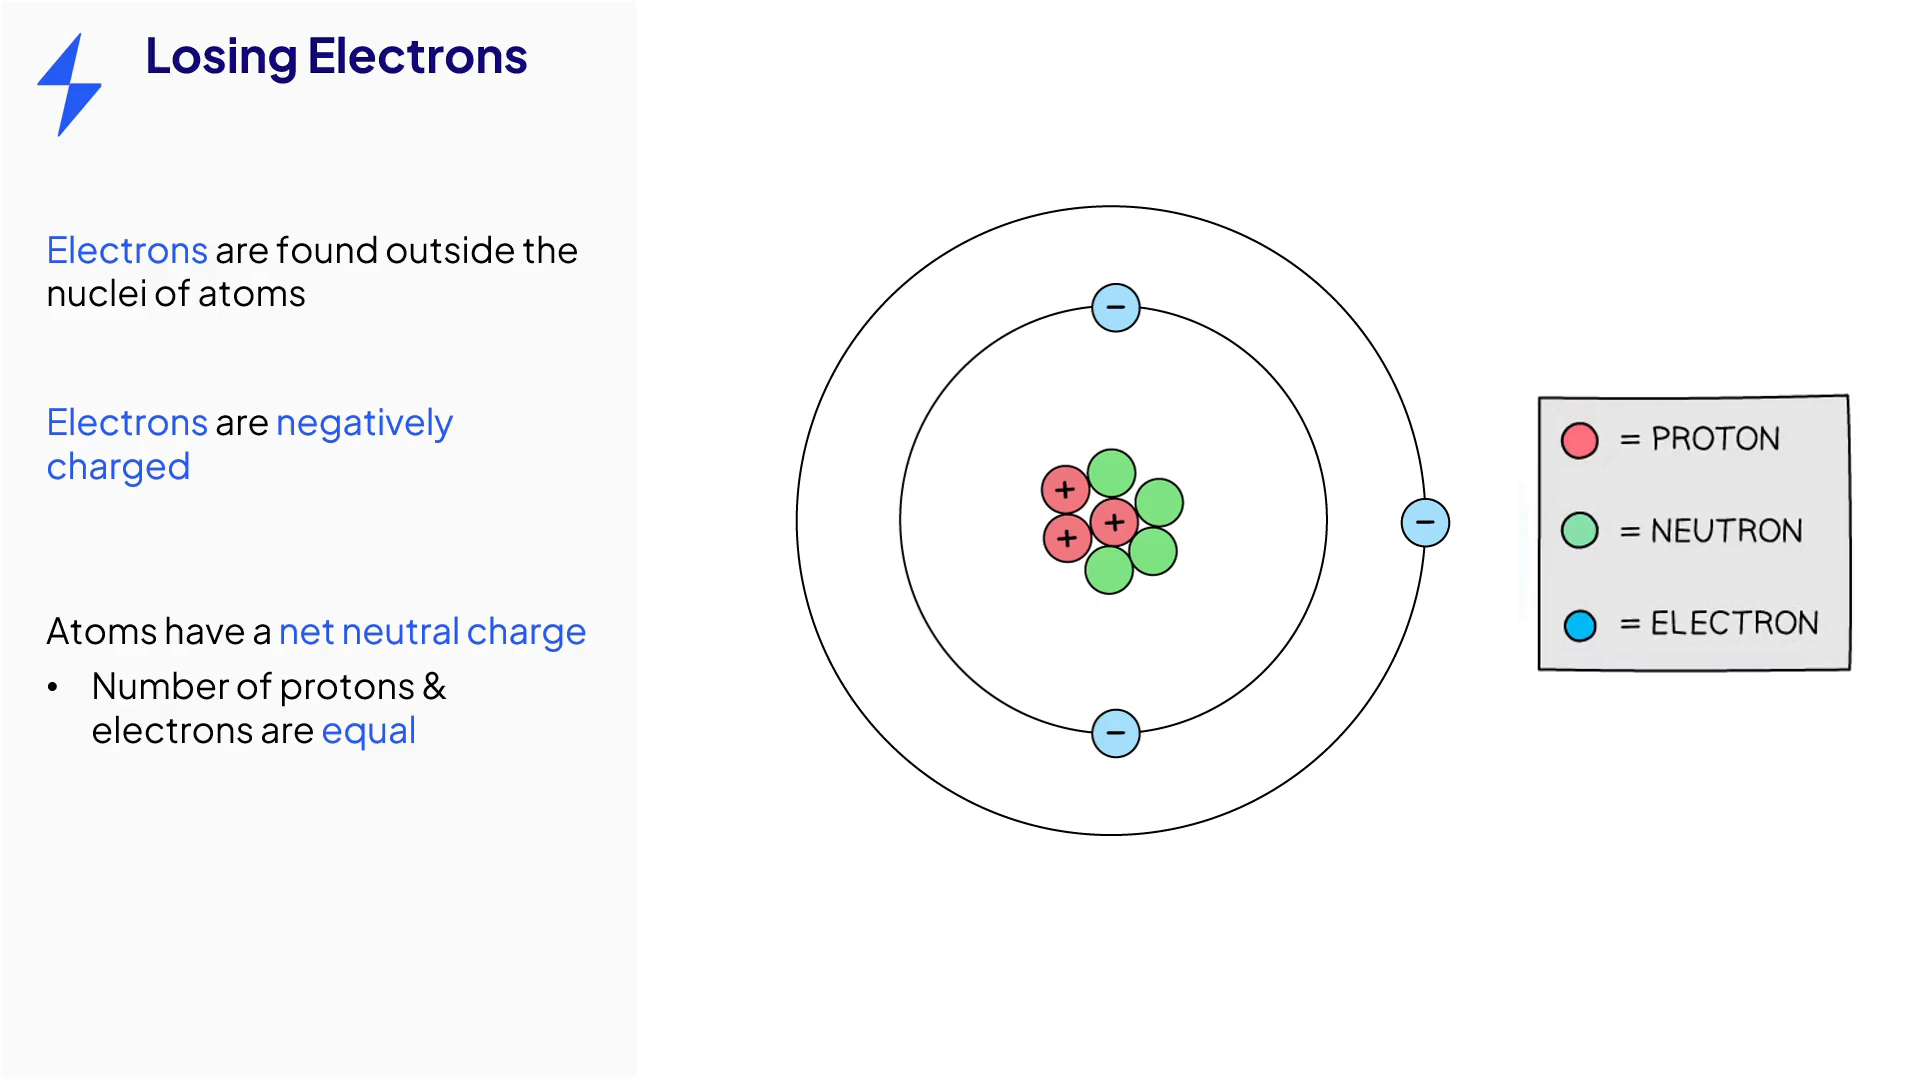 Losing Electrons
Electrons are found outside the
nuclei of atoms
Electrons are negatively
charged
Atoms have a net neutral charge
• Number of protons &
electrons are equal
−
−
−
+
+
+
= PROTON
= NEUTRON
= ELECTRON